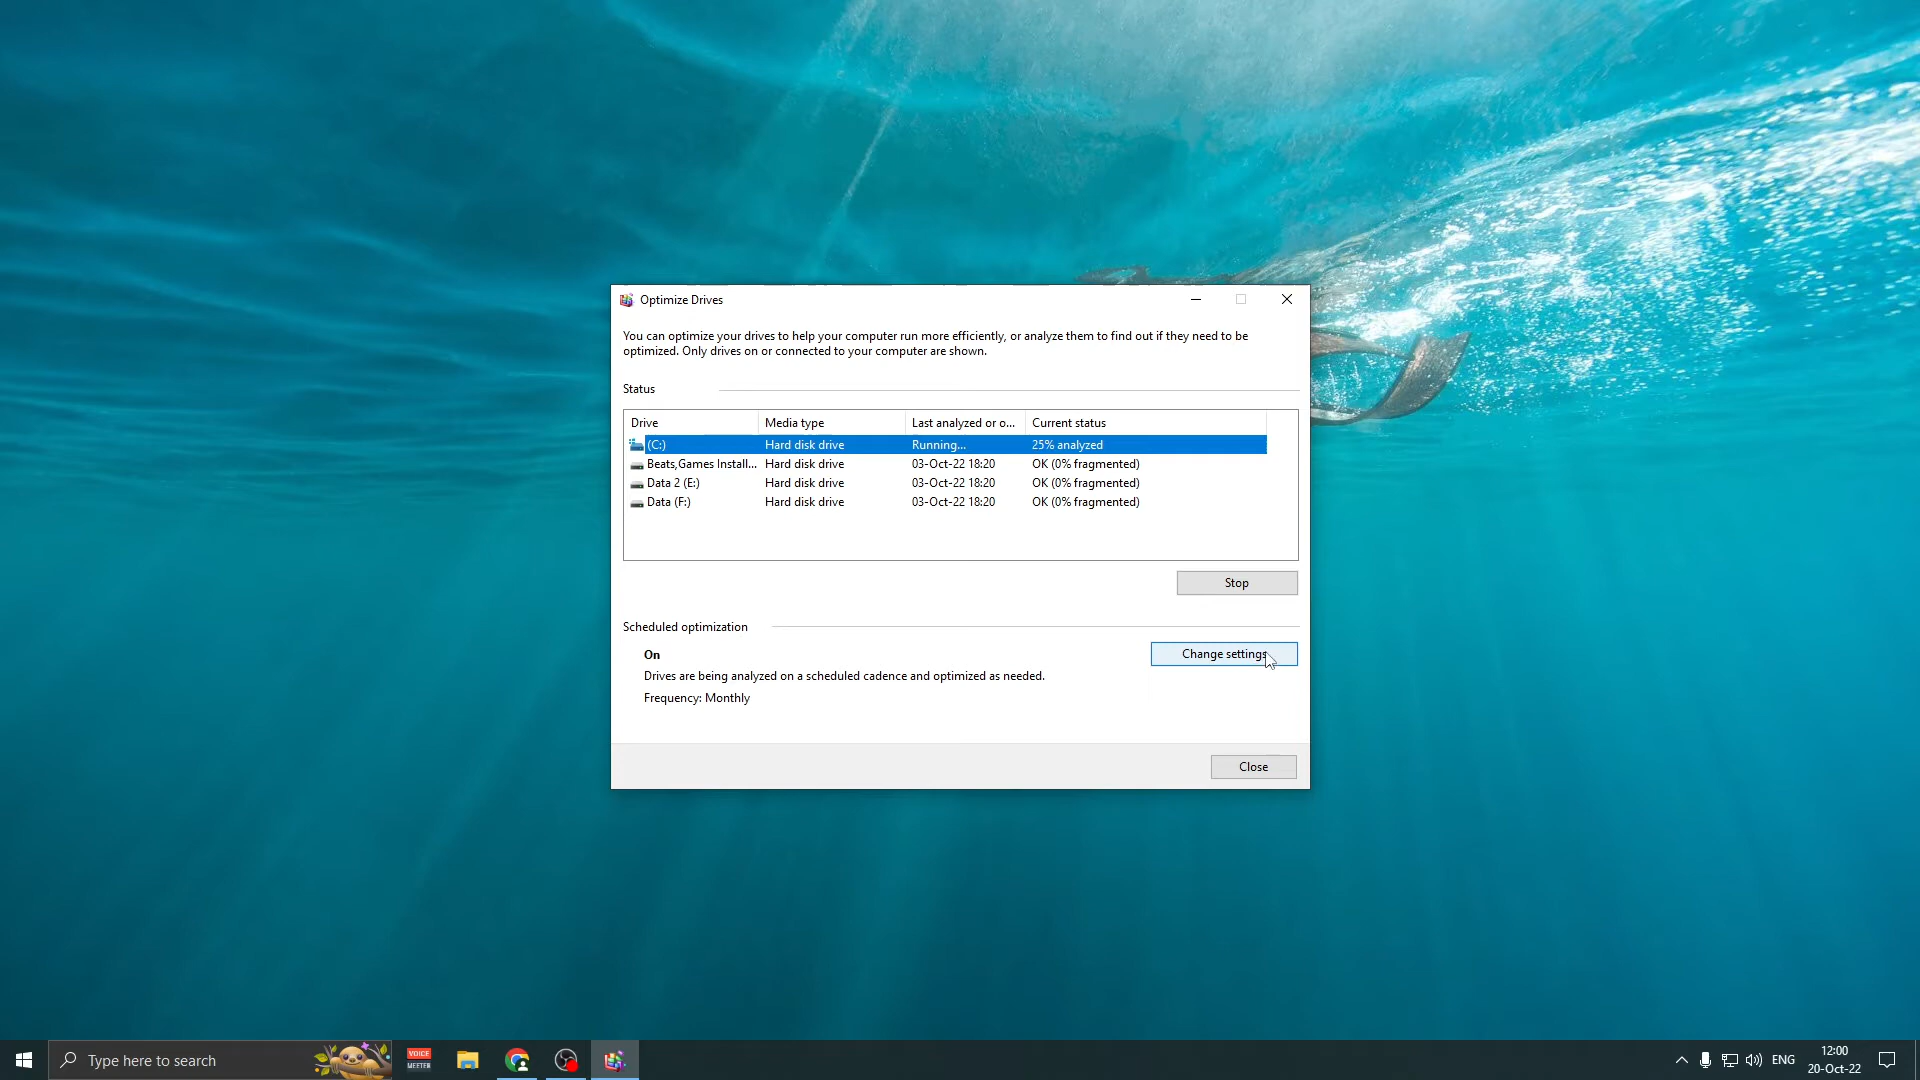 Optimize Drives
You can optimize your drives to help your computer run more efficiently, or analyze them to find out if they need to be
optimized. Only drives on or connected to your computer are shown.
Status
Drive Media type Last analyzed or o... Current status
(C:) Hard disk drive Running... 25% analyzed
Beats,Games Install... Hard disk drive 03-Oct-22 18:20 OK (0% fragmented)
Data 2 (E:) Hard disk drive 03-Oct-22 18:20 OK (0% fragmented)
Data (F:) Hard disk drive 03-Oct-22 18:20 OK (0% fragmented)
Stop
Scheduled optimization
On
Change settings
Drives are being analyzed on a scheduled cadence and optimized as needed.
Frequency: Monthly
Close
Type here to search
VOICE
MEETER
ENG
12:00
20-Oct-22